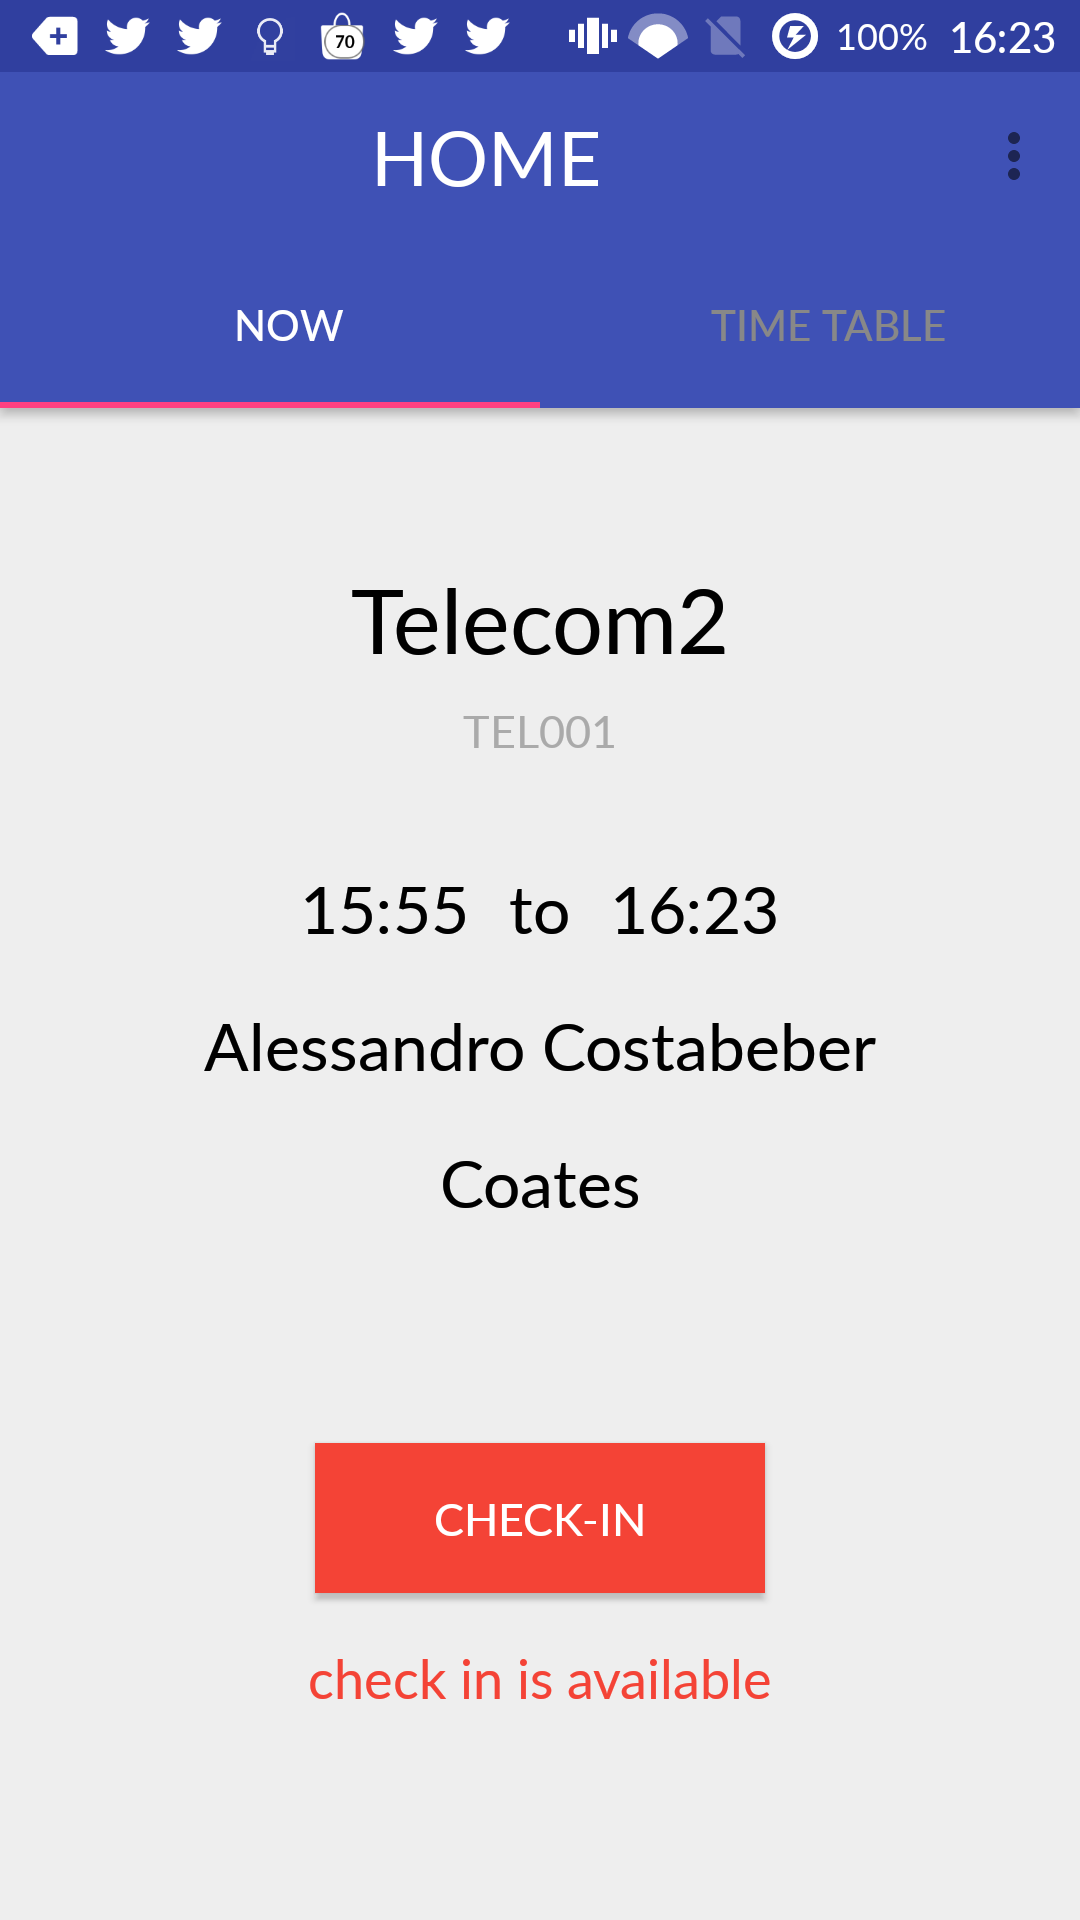 70 100% 16:23
HOME
NOW TIME TABLE
Telecom2
TEL001
15:55 to 16:23
Alessandro Costabeber
Coates
CHECK-IN
check in is available